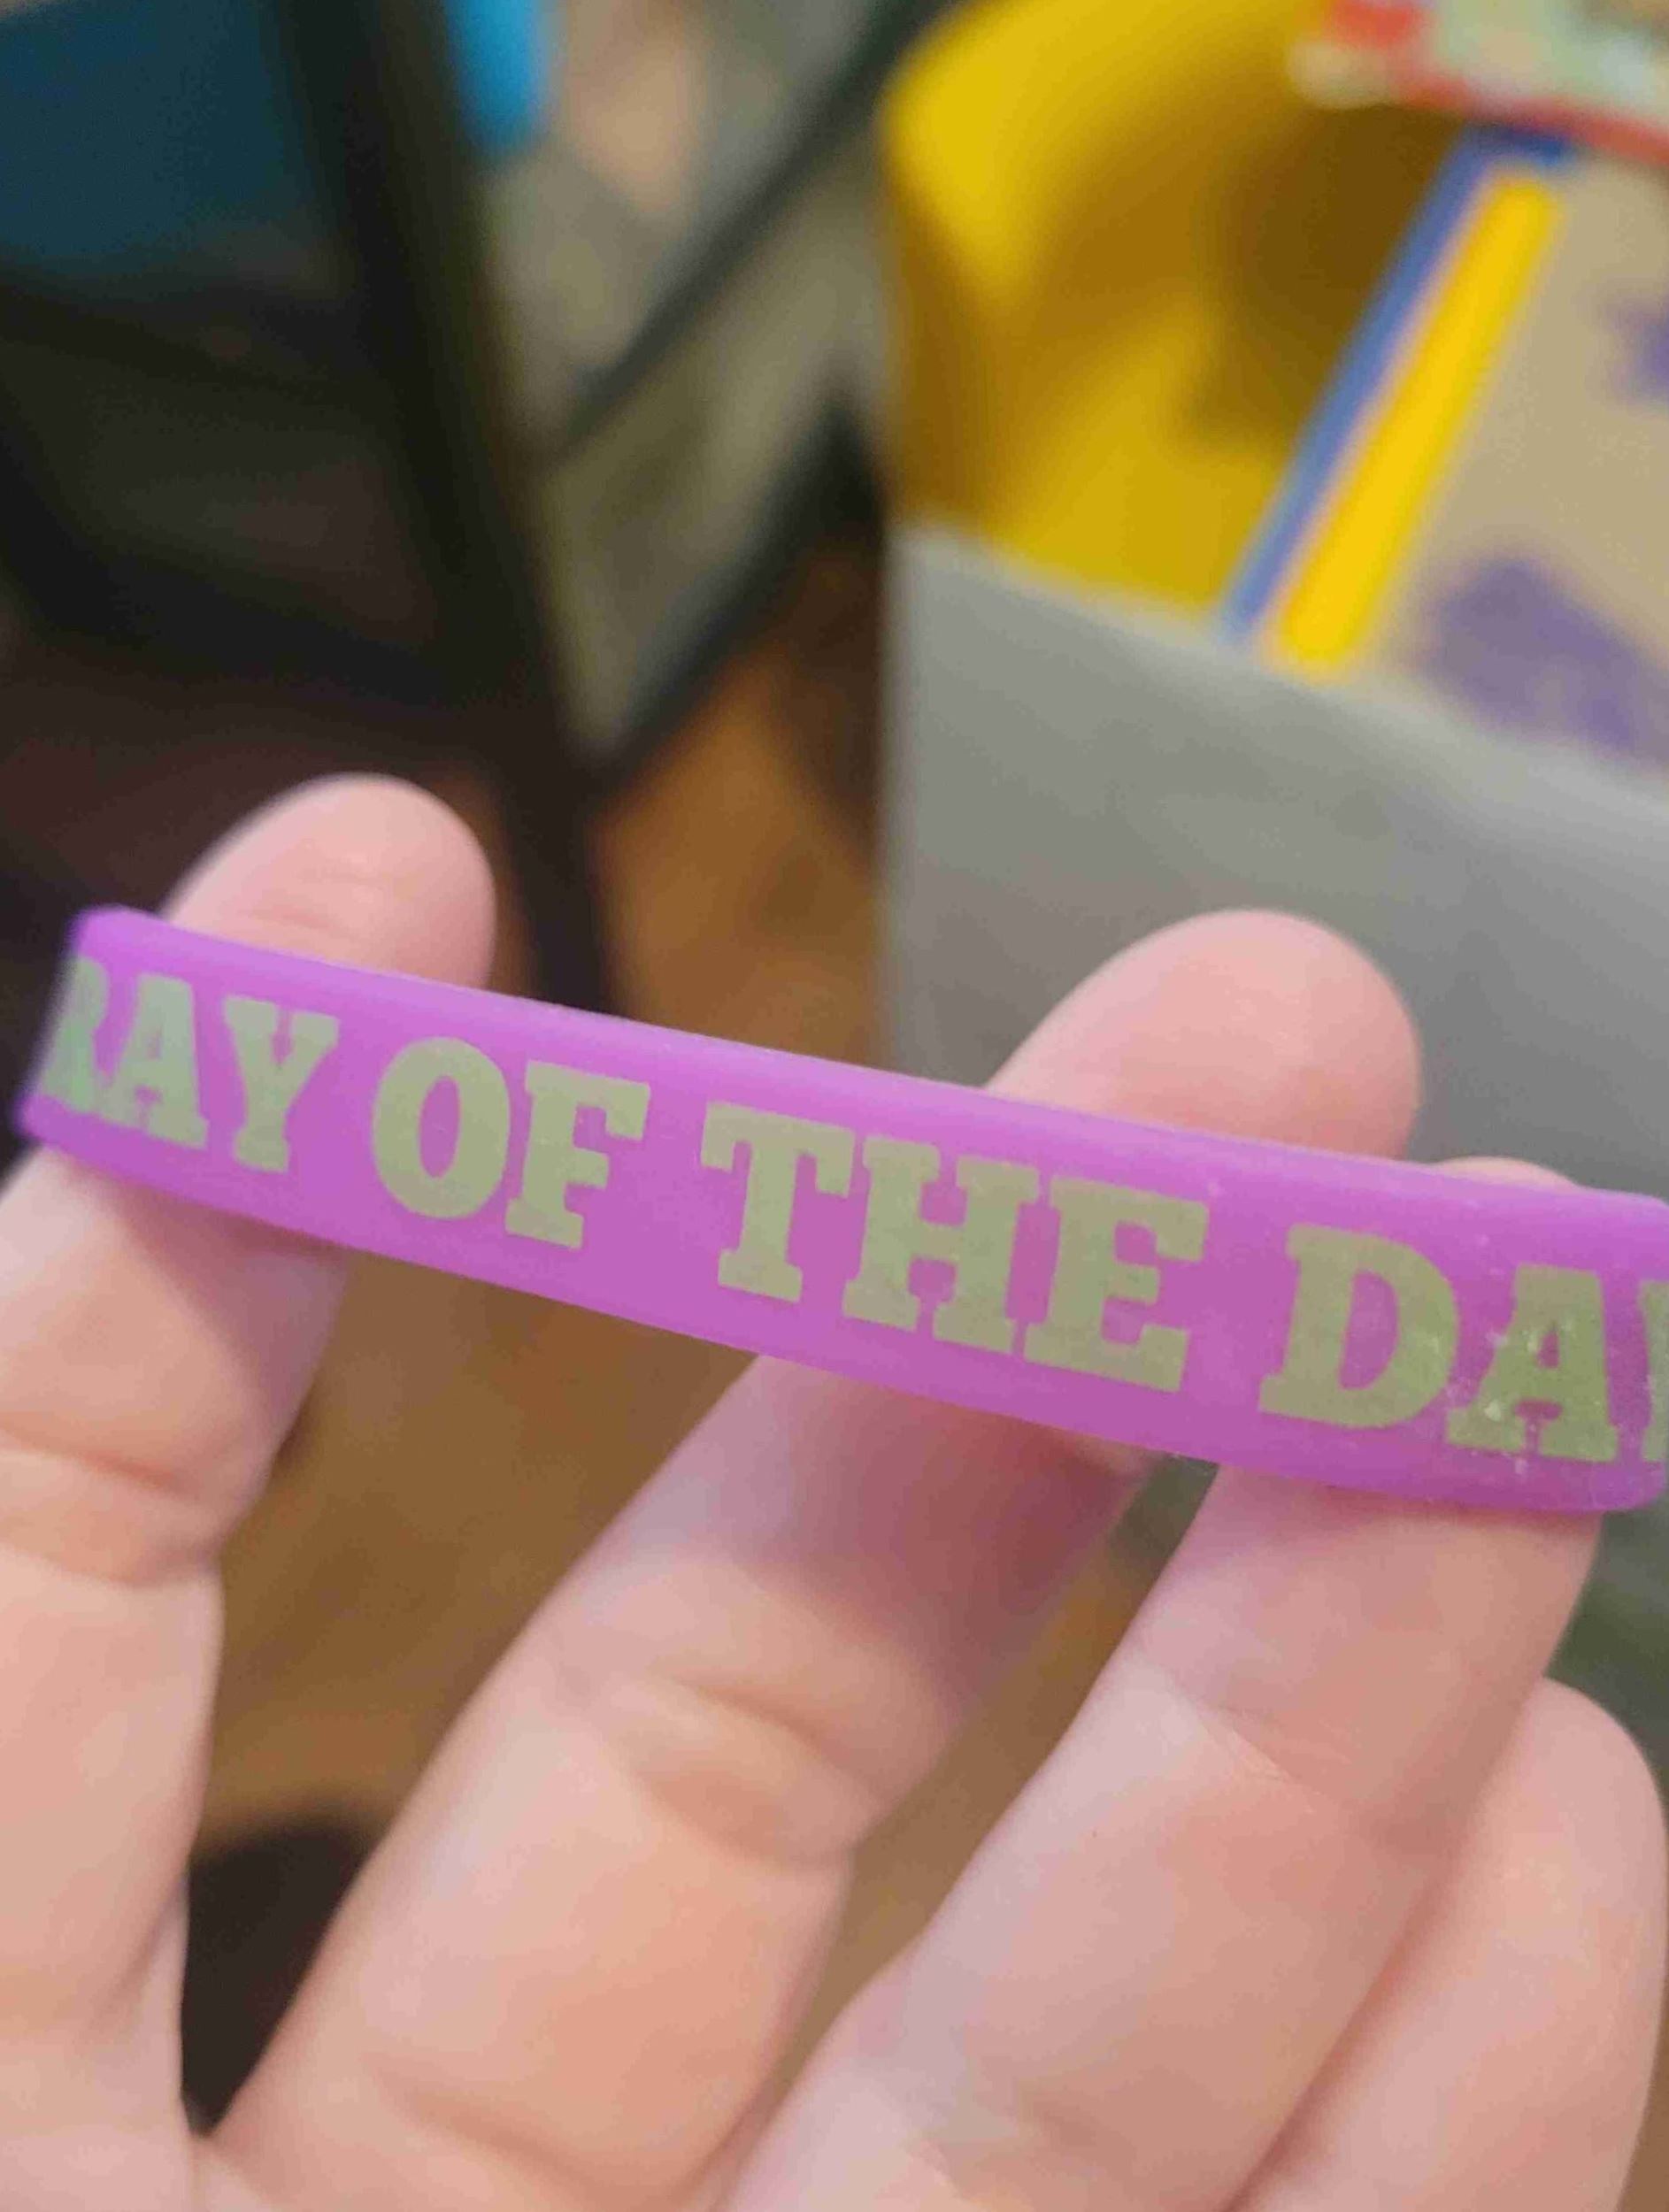 RAY OF THE DA